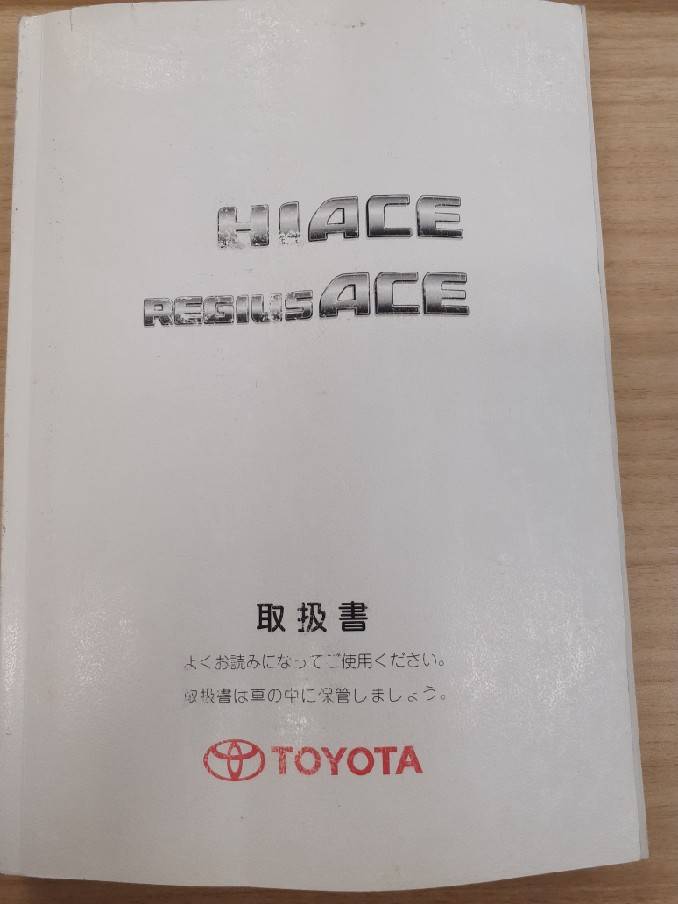 HIACE
REGIUSACE
取扱書
よくお読みになってご使用ください。
取扱書は車の中に保管しましょう。
TOYOTA